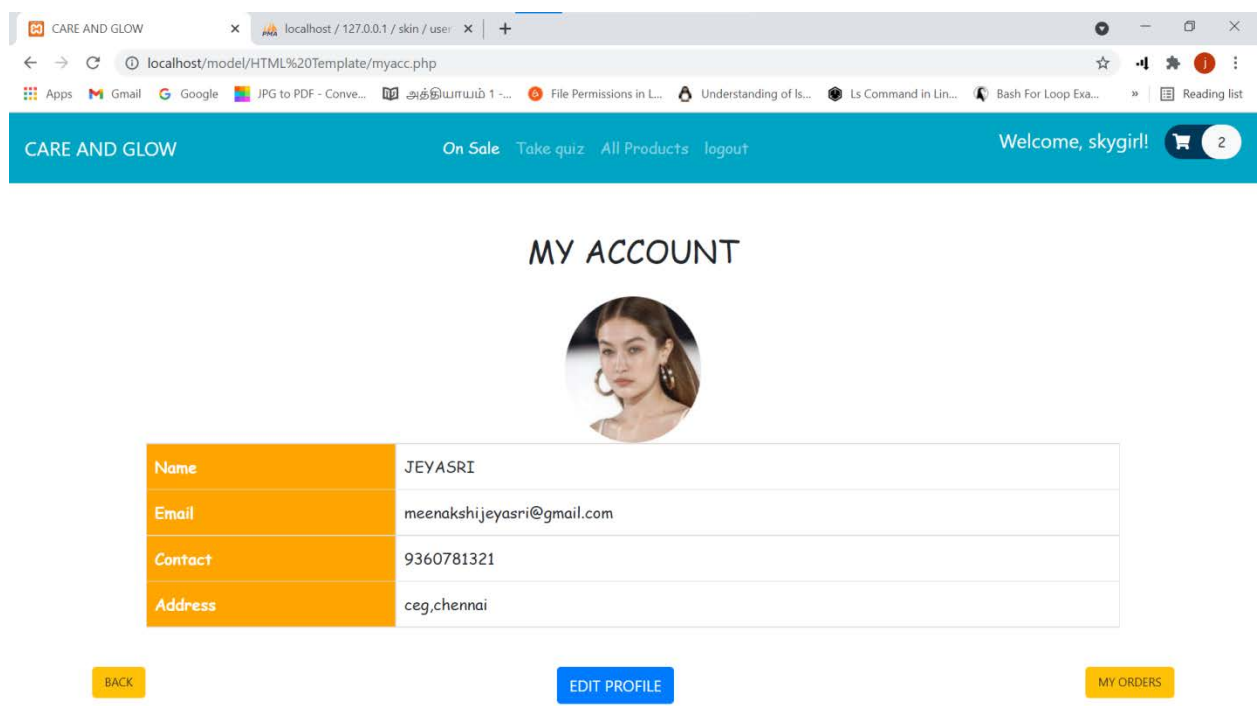 CARE AND GLOW
localhost / 127.0.0.1 / skin / user
localhost/model/HTML%20Template/myacc.php
j
Apps Gmail Google JPG to PDF - Conve... அத்தியாயம் 1 -... File Permissions in L... Understanding of ls... Ls Command in Lin... Bash For Loop Exa... » Reading list
CARE AND GLOW On Sale Take quiz All Products logout Welcome, skygirl! 2
MY ACCOUNT
Name JEYASRI
Email meenakshijeyasri@gmail.com
Contact 9360781321
Address ceg,chennai
BACK EDIT PROFILE MY ORDERS